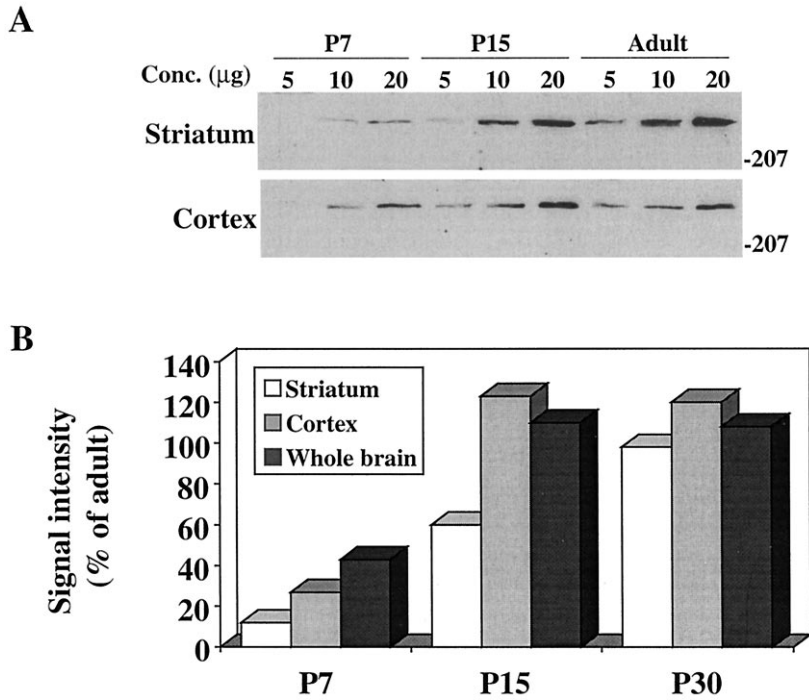 A
P7 P15 Adult
Conc. (µg) 5 10 20 5 10 20 5 10 20
Striatum
-207
Cortex
-207
B
Signal intensity
(% of adult)
140
120
100
80
60
40
20
0
Striatum
Cortex
Whole brain
P7 P15 P30